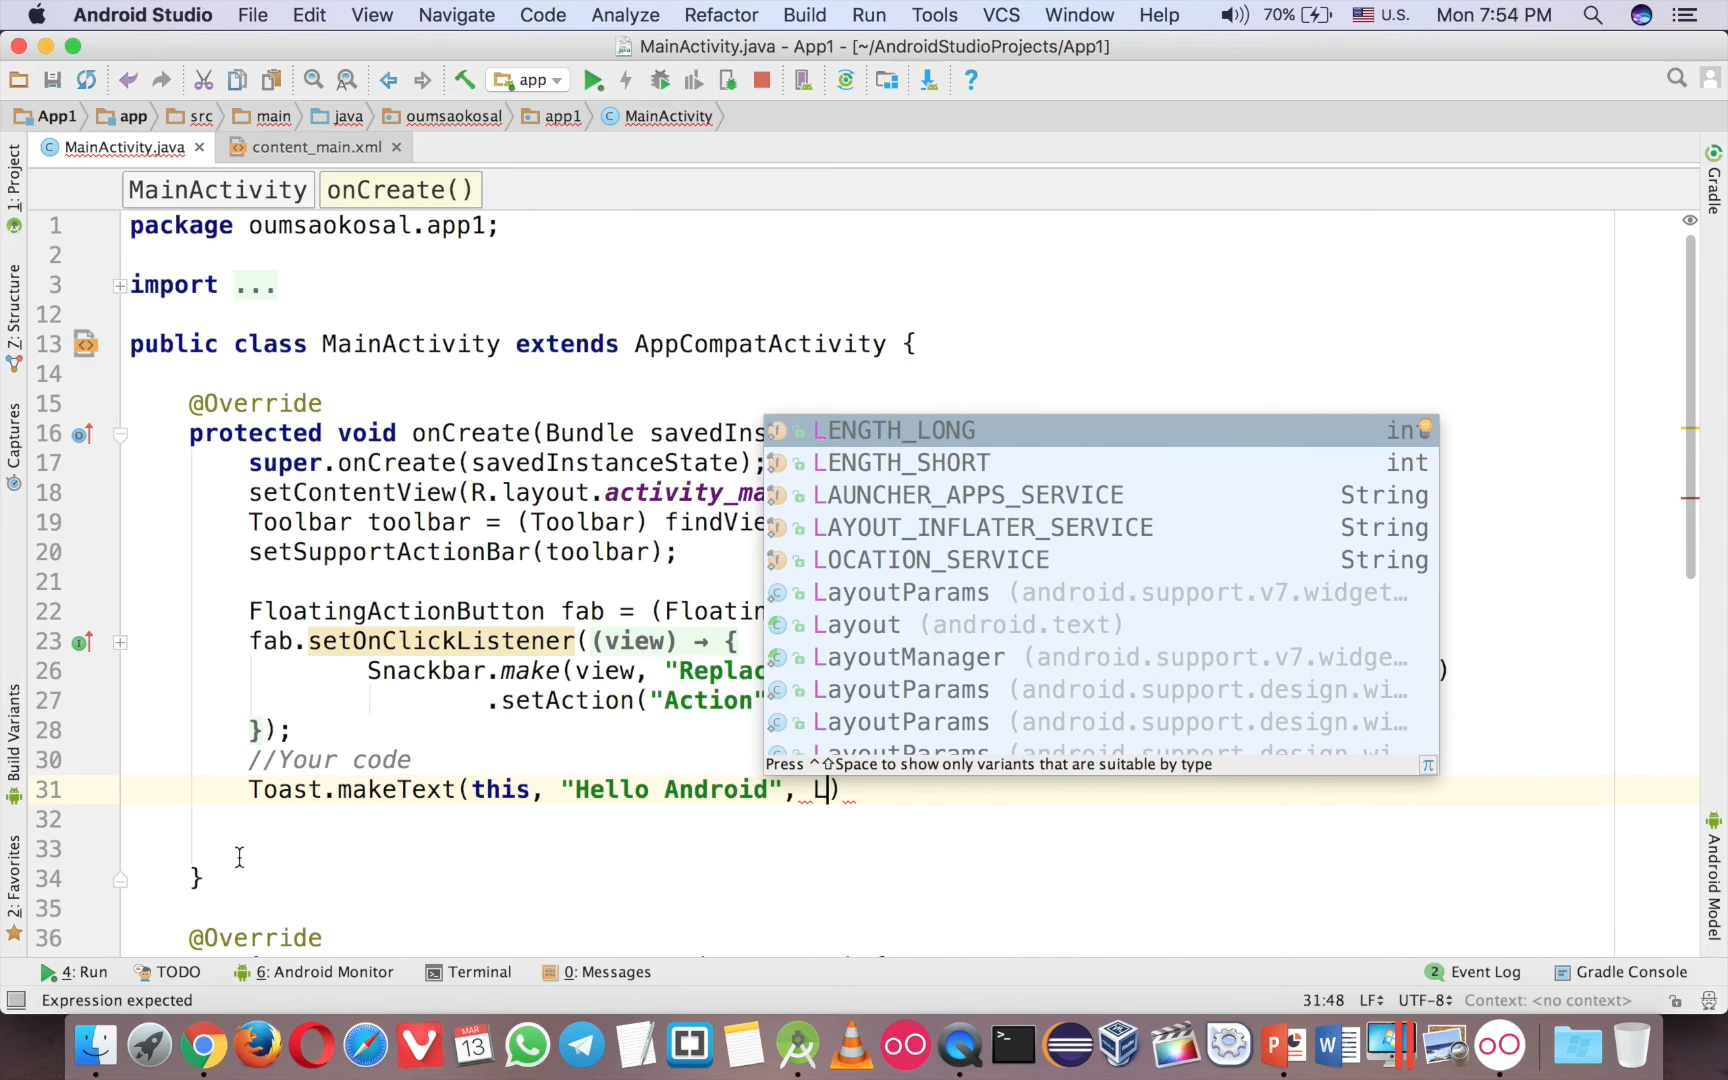 Android Studio File Edit View Navigate Code Analyze Refactor Build Run Tools VCS Window Help 70% U.S. Mon 7:54 PM
MainActivity.java - App1 - [~/AndroidStudioProjects/App1]
app
App1 app src main java oumsaokosal app1 MainActivity
MainActivity.java content_main.xml
MainActivity onCreate()
1: Project
7: Structure
Captures
Build Variants
2: Favorites
Gradle
Android Model
1 package oumsaokosal.app1;
2
3 import ...
12
13 public class MainActivity extends AppCompatActivity {
14
15 @Override
16 protected void onCreate(Bundle savedIns
17 super.onCreate(savedInstanceState);
18 setContentView(R.layout.activity_ma
19 Toolbar toolbar = (Toolbar) findVie
20 setSupportActionBar(toolbar);
21
22 FloatingActionButton fab = (Floatin
23 fab.setOnClickListener((view) → {
26 Snackbar.make(view, "Replac )
27 .setAction("Action"
28 });
30 //Your code
31 Toast.makeText(this, "Hello Android", L)
32
33
34 }
35
36 @Override
LENGTH_LONG int
LENGTH_SHORT int
LAUNCHER_APPS_SERVICE String
LAYOUT_INFLATER_SERVICE String
LOCATION_SERVICE String
LayoutParams (android.support.v7.widget…
Layout (android.text)
LayoutManager (android.support.v7.widge…
LayoutParams (android.support.design.wi…
LayoutParams (android.support.design.wi…
LayoutParams (android.support.design.wi…
Press ^⇧Space to show only variants that are suitable by type π
4: Run TODO 6: Android Monitor Terminal 0: Messages 2 Event Log Gradle Console
Expression expected 31:48 LF UTF-8 Context: <no context>
MAR
13